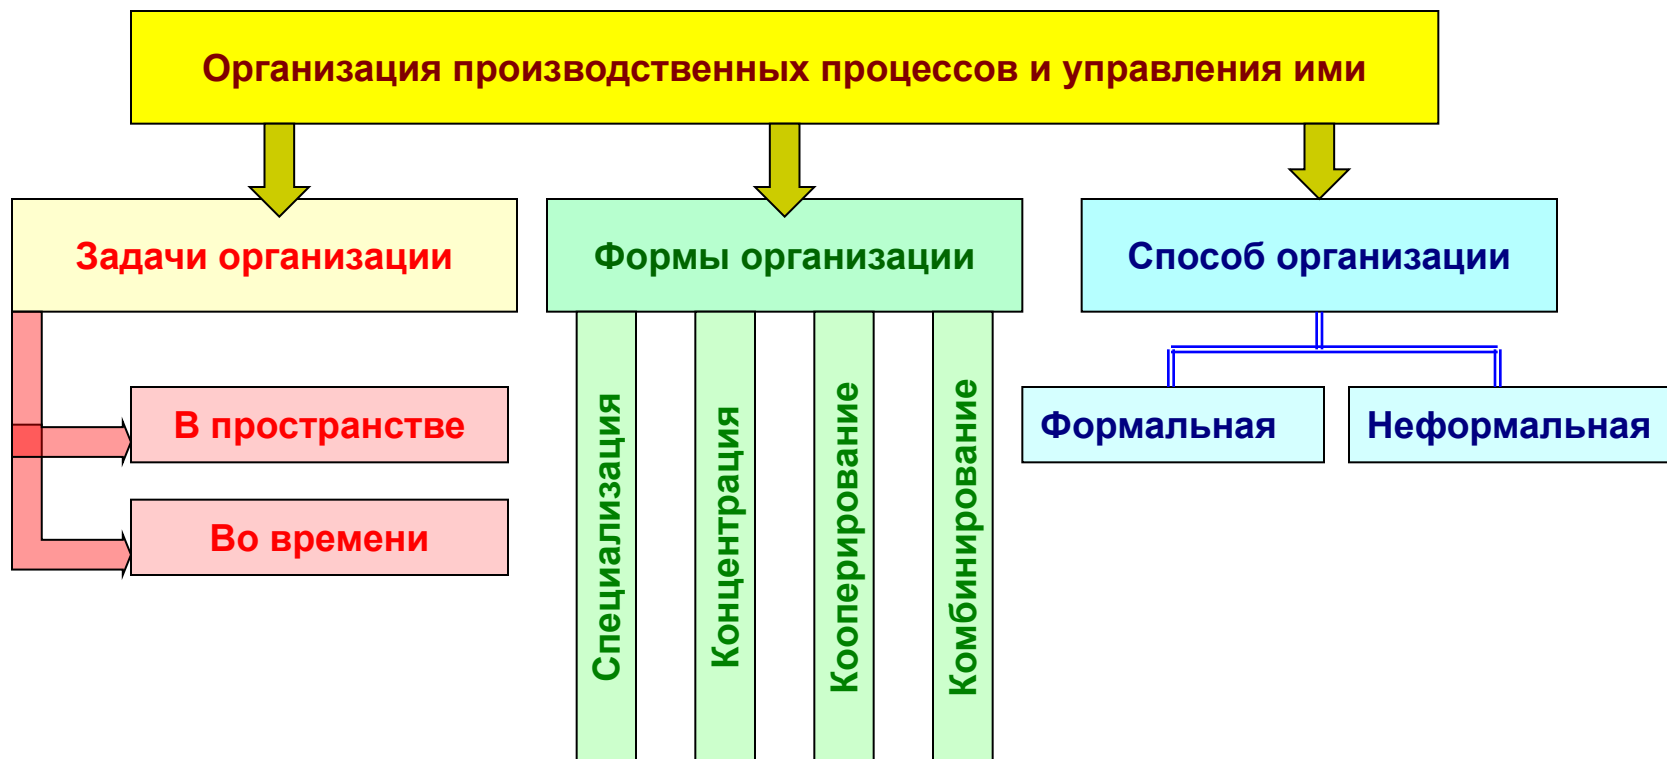 Организация производственных процессов и управления ими
Задачи организации
Формы организации
Способ организации
В пространстве
Во времени
Специализация
Концентрация
Кооперирование
Комбинирование
Формальная
Неформальная